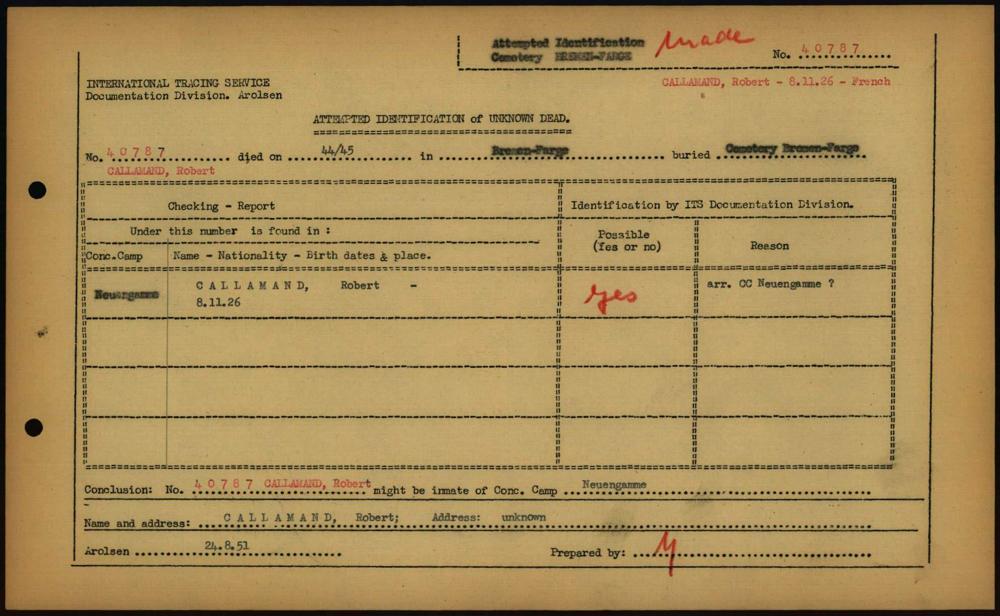 Attempted Identification made
Cemetery BREMEN-FARGE
No. 40787
INTERNATIONAL TRACING SERVICE
Documentation Division. Arolsen
CALLAMAND, Robert - 8.11.26 - French
ATTEMPTED IDENTIFICATION of UNKNOWN DEAD.
No. 40787 died on 44/45 in Bremen-Farge buried Cemetery Bremen-Farge
CALLAMAND, Robert
Checking - Report
Identification by ITS Documentation Division.
Under this number is found in :
Possible
(Yes or no)
Reason
Conc.Camp
Name - Nationality - Birth dates & place.
Neuengamme
CALLAMAND, Robert -
8.11.26
yes
arr. CC Neuengamme ?
Conclusion: No. 40787 CALLAMAND, Robert might be inmate of Conc. Camp Neuengamme
Name and address: CALLAMAND, Robert; Address: unknown
Arolsen 24.8.51
Prepared by: